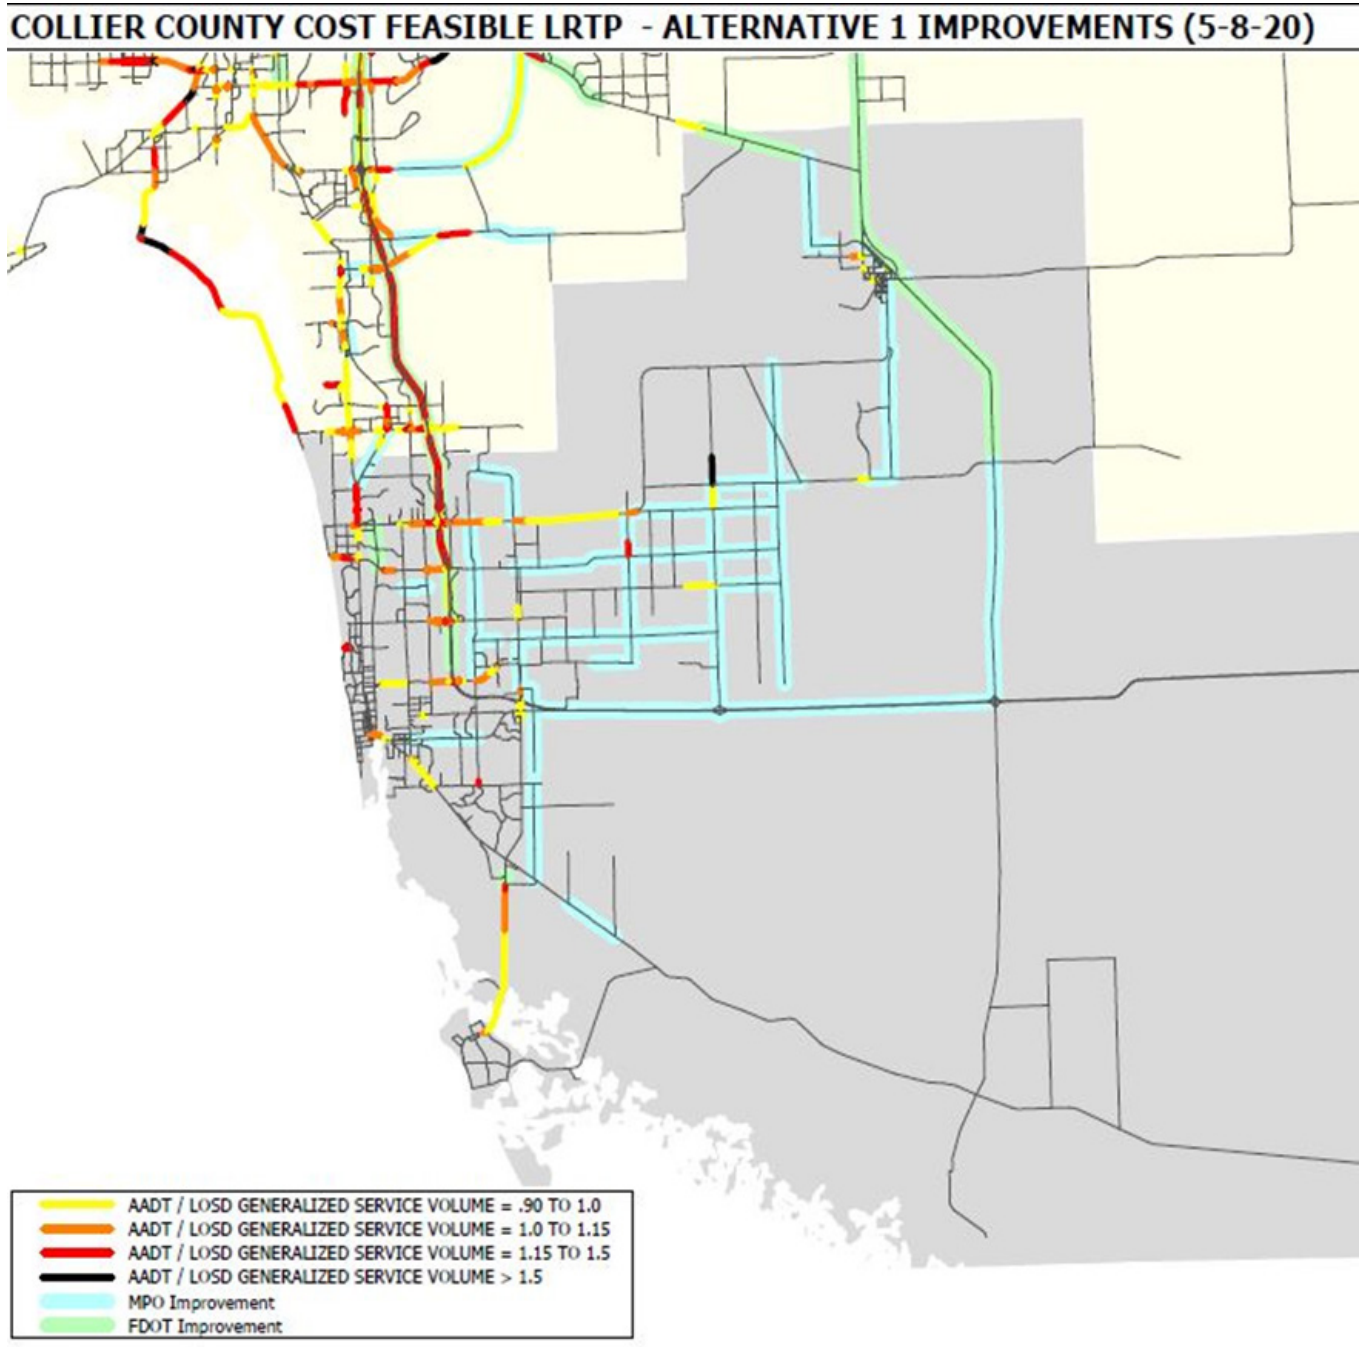 COLLIER COUNTY COST FEASIBLE LRTP - ALTERNATIVE 1 IMPROVEMENTS (5-8-20)
AADT / LOSD GENERALIZED SERVICE VOLUME = .90 TO 1.0
AADT / LOSD GENERALIZED SERVICE VOLUME = 1.0 TO 1.15
AADT / LOSD GENERALIZED SERVICE VOLUME = 1.15 TO 1.5
AADT / LOSD GENERALIZED SERVICE VOLUME > 1.5
MPO Improvement
FDOT Improvement